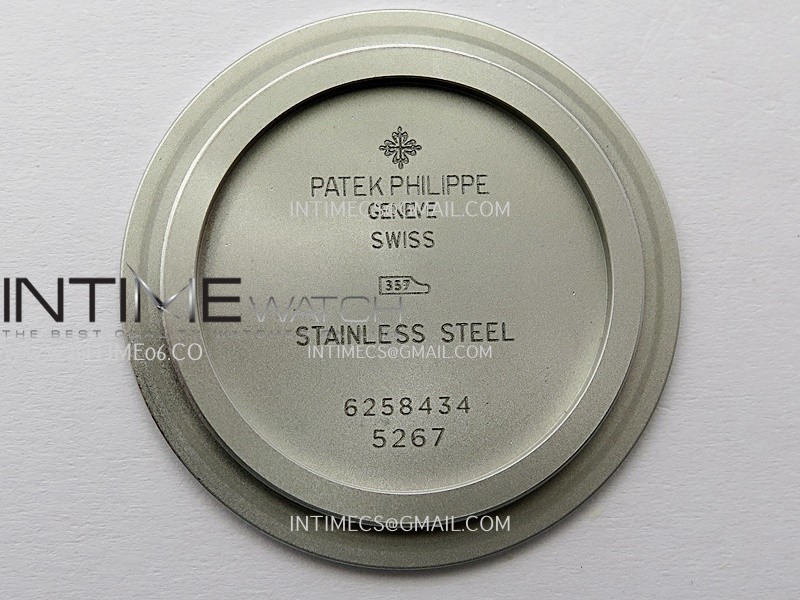 PATEK PHILIPPE
GENEVE
INTIMECS@GMAIL.COM
SWISS
357
INTIME WATCH
STAINLESS STEEL
INTIMECS@GMAIL.COM
6258434
5267
INTIMECS@GMAIL.COM